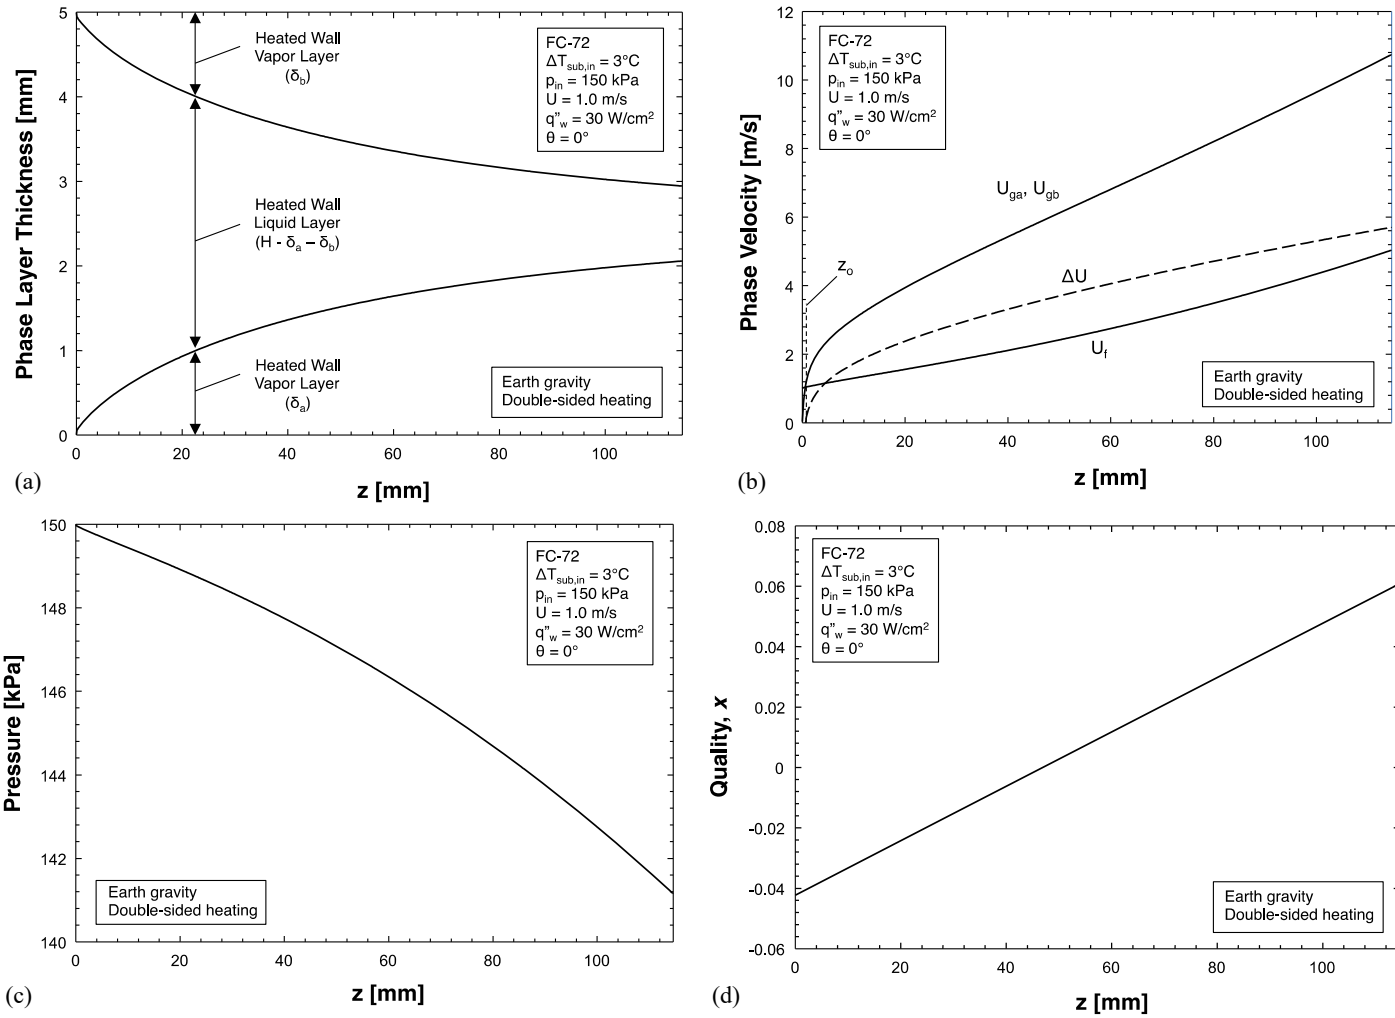 Phase Layer Thickness [mm]
5
4
3
2
1
0
Heated Wall
Vapor Layer
(δb)
FC-72
ΔTsub,in = 3°C
pin = 150 kPa
U = 1.0 m/s
q"w = 30 W/cm2
θ = 0°
Heated Wall
Liquid Layer
(H - δa – δb)
Heated Wall
Vapor Layer
(δa)
Earth gravity
Double-sided heating
0 20 40 60 80 100
z [mm]
(a)
Phase Velocity [m/s]
12
10
8
6
4
2
0
FC-72
ΔTsub,in = 3°C
pin = 150 kPa
U = 1.0 m/s
q"w = 30 W/cm2
θ = 0°
Uga, Ugb
zo
ΔU
Uf
Earth gravity
Double-sided heating
0 20 40 60 80 100
z [mm]
(b)
Pressure [kPa]
150
148
146
144
142
140
FC-72
ΔTsub,in = 3°C
pin = 150 kPa
U = 1.0 m/s
q"w = 30 W/cm2
θ = 0°
Earth gravity
Double-sided heating
0 20 40 60 80 100
z [mm]
(c)
Quality, x
0.08
0.06
0.04
0.02
0
-0.02
-0.04
-0.06
FC-72
ΔTsub,in = 3°C
pin = 150 kPa
U = 1.0 m/s
q"w = 30 W/cm2
θ = 0°
Earth gravity
Double-sided heating
0 20 40 60 80 100
z [mm]
(d)